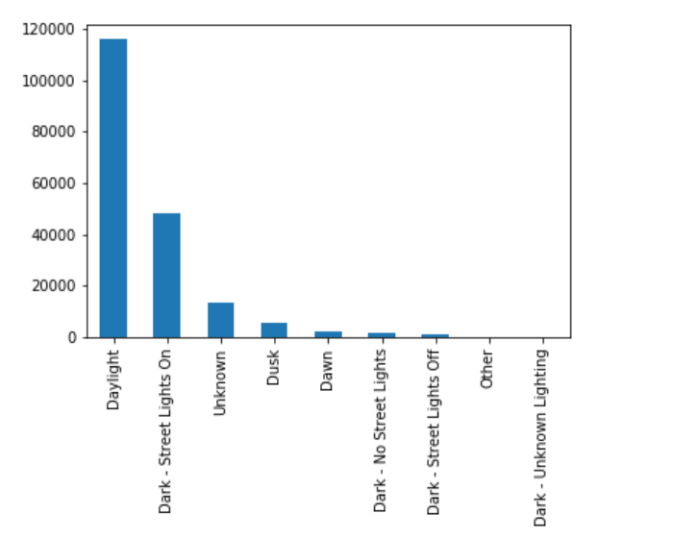 120000
100000
80000
60000
40000
20000
0
Daylight
Dark - Street Lights On
Unknown
Dusk
Dawn
Dark - No Street Lights
Dark - Street Lights Off
Other
Dark - Unknown Lighting